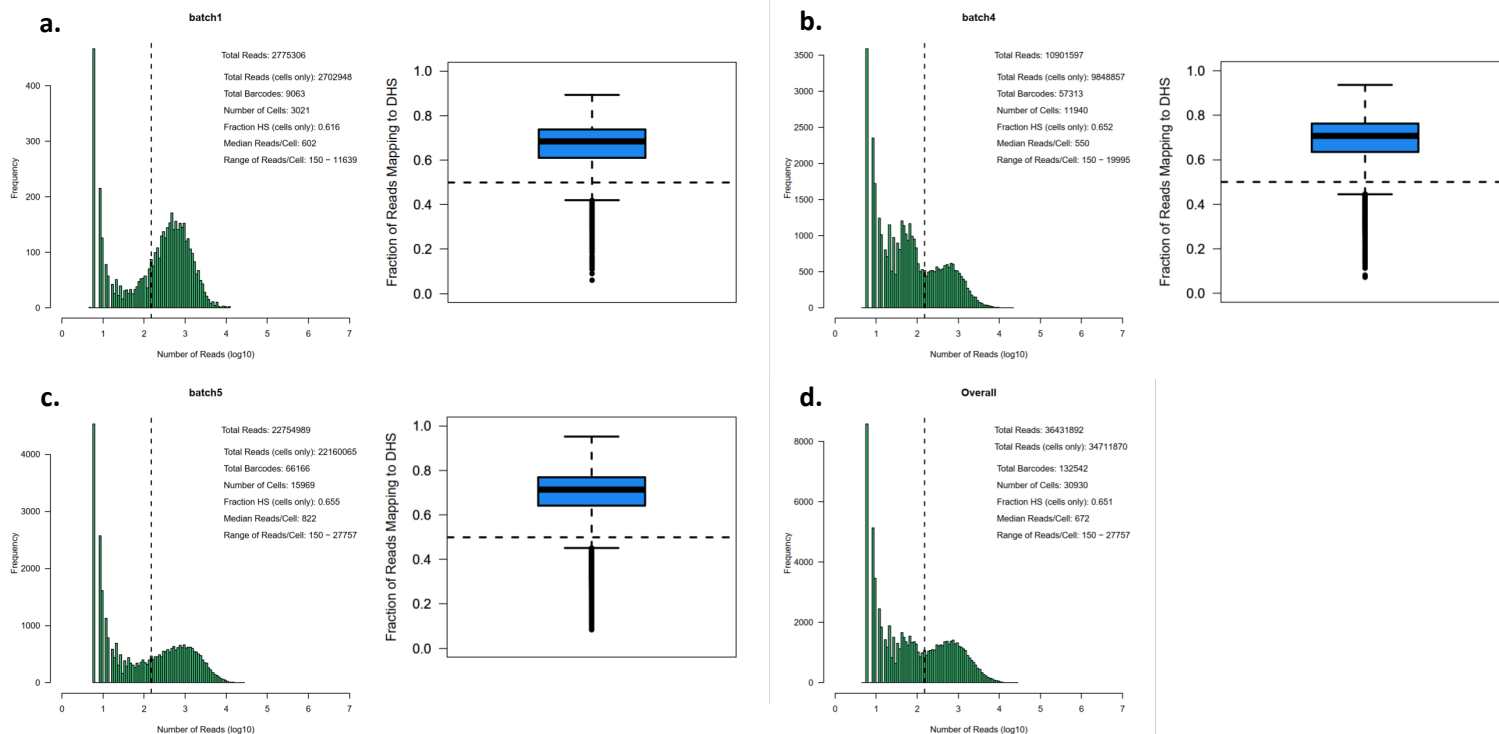 a.
batch1
Total Reads: 2775306
Total Reads (cells only): 2702948
Total Barcodes: 9063
Number of Cells: 3021
Fraction HS (cells only): 0.616
Median Reads/Cell: 602
Range of Reads/Cell: 150 − 11639
Frequency
0
100
200
300
400
0 1 2 3 4 5 6 7
Number of Reads (log10)
Fraction of Reads Mapping to DHS
1.0
0.8
0.6
0.4
0.2
0.0
b.
batch4
Total Reads: 10901597
Total Reads (cells only): 9848857
Total Barcodes: 57313
Number of Cells: 11940
Fraction HS (cells only): 0.652
Median Reads/Cell: 550
Range of Reads/Cell: 150 − 19995
Frequency
0
500
1000
1500
2000
2500
3000
3500
0 1 2 3 4 5 6 7
Number of Reads (log10)
Fraction of Reads Mapping to DHS
1.0
0.8
0.6
0.4
0.2
0.0
c.
batch5
Total Reads: 22754989
Total Reads (cells only): 22160065
Total Barcodes: 66166
Number of Cells: 15969
Fraction HS (cells only): 0.655
Median Reads/Cell: 822
Range of Reads/Cell: 150 − 27757
Frequency
0
1000
2000
3000
4000
0 1 2 3 4 5 6 7
Number of Reads (log10)
Fraction of Reads Mapping to DHS
1.0
0.8
0.6
0.4
0.2
0.0
d.
Overall
Total Reads: 36431892
Total Reads (cells only): 34711870
Total Barcodes: 132542
Number of Cells: 30930
Fraction HS (cells only): 0.651
Median Reads/Cell: 672
Range of Reads/Cell: 150 − 27757
Frequency
0
2000
4000
6000
8000
0 1 2 3 4 5 6 7
Number of Reads (log10)